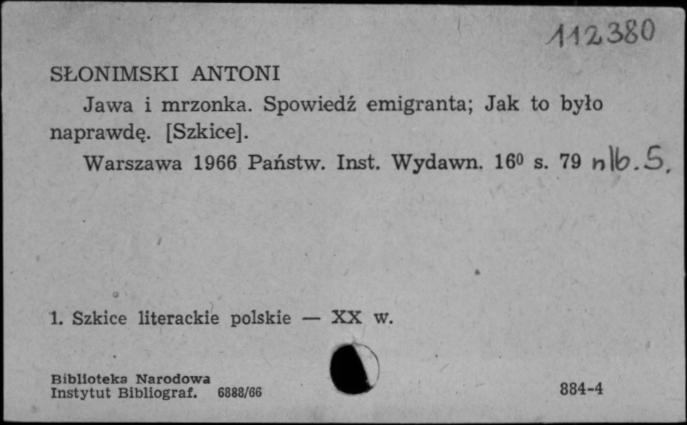 112380
SŁONIMSKI ANTONI
Jawa i mrzonka. Spowiedź emigranta; Jak to było
naprawdę. [Szkice].
Warszawa 1966 Państw. Inst. Wydawn. 16⁰ s. 79 nlb. 5.
1. Szkice literackie polskie — XX w.
Biblioteka Narodowa
Instytut Bibliograf. 6888/66
884-4